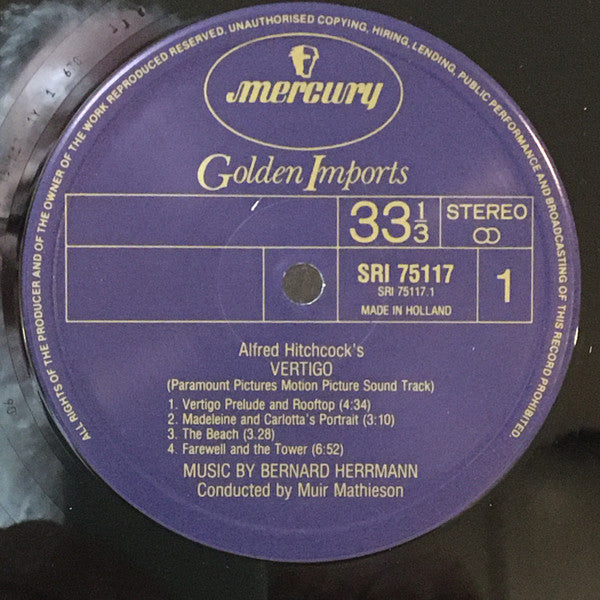 ALL RIGHTS OF THE PRODUCER AND OF THE OWNER OF THE WORK REPRODUCED RESERVED. UNAUTHORISED COPYING, HIRING, LENDING, PUBLIC PERFORMANCE AND BROADCASTING OF THIS RECORD PROHIBITED
mercury
Golden Imports
33 1/3
STEREO
SRI 75117
SRI 75117.1
MADE IN HOLLAND
1
Alfred Hitchcock's
VERTIGO
(Paramount Pictures Motion Picture Sound Track)
1. Vertigo Prelude and Rooftop (4:34)
2. Madeleine and Carlotta's Portrait (3:10)
3. The Beach (3.28)
4. Farewell and the Tower (6:52)
MUSIC BY BERNARD HERRMANN
Conducted by Muir Mathieson